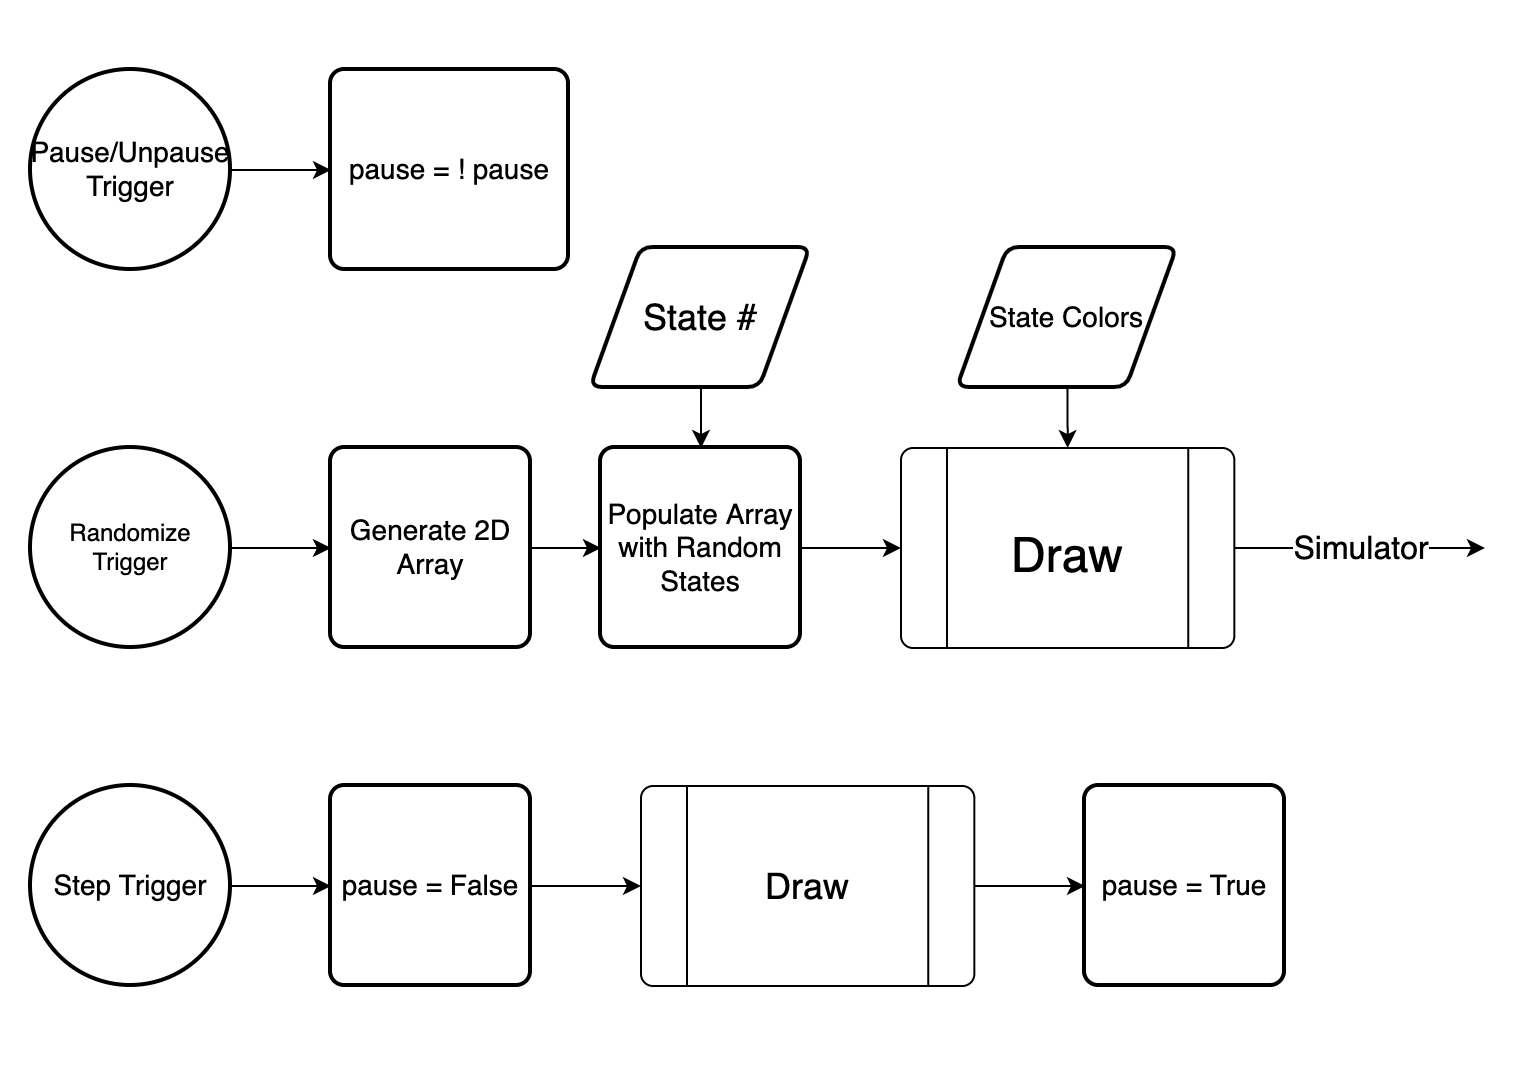 Pause/Unpause
Trigger
pause = ! pause
State #
State Colors
Randomize
Trigger
Generate 2D
Array
Populate Array
with Random
States
Draw
Simulator
Step Trigger
pause = False
Draw
pause = True